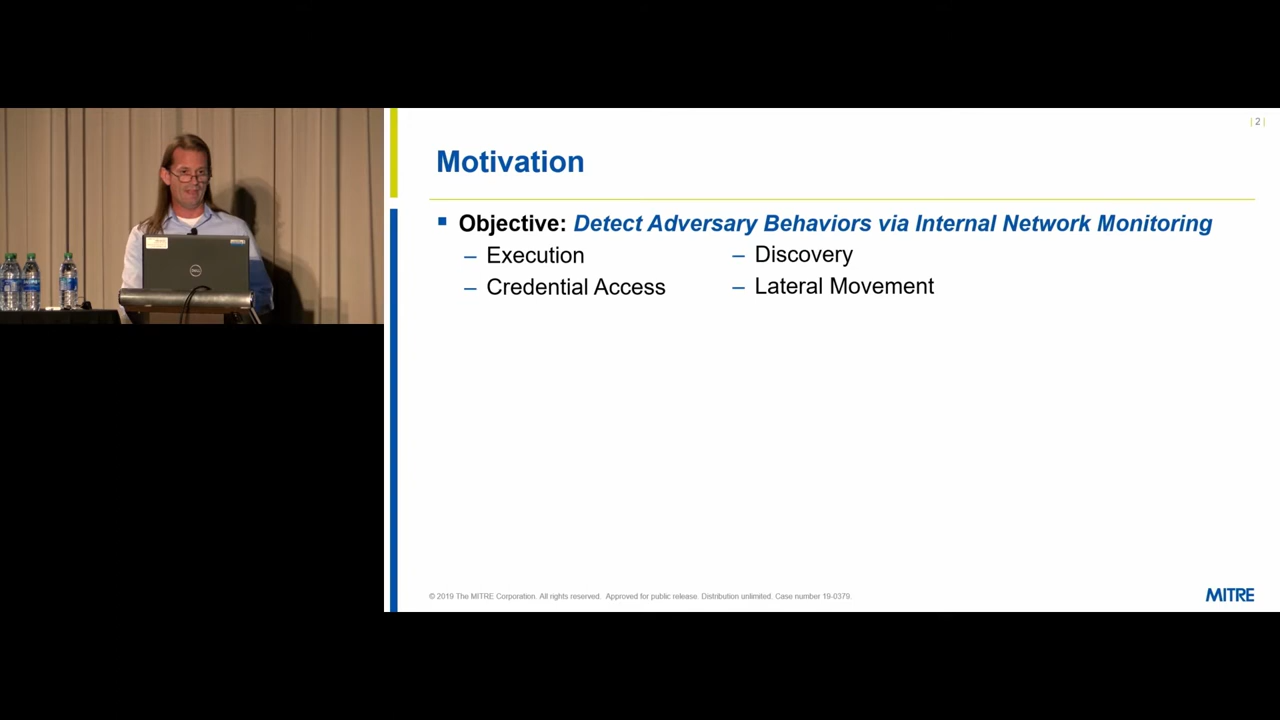 | 2 |
Motivation
▪ Objective: Detect Adversary Behaviors via Internal Network Monitoring
– Execution
– Credential Access
– Discovery
– Lateral Movement
© 2019 The MITRE Corporation. All rights reserved. Approved for public release. Distribution unlimited. Case number 19-0379.
MITRE
DELL